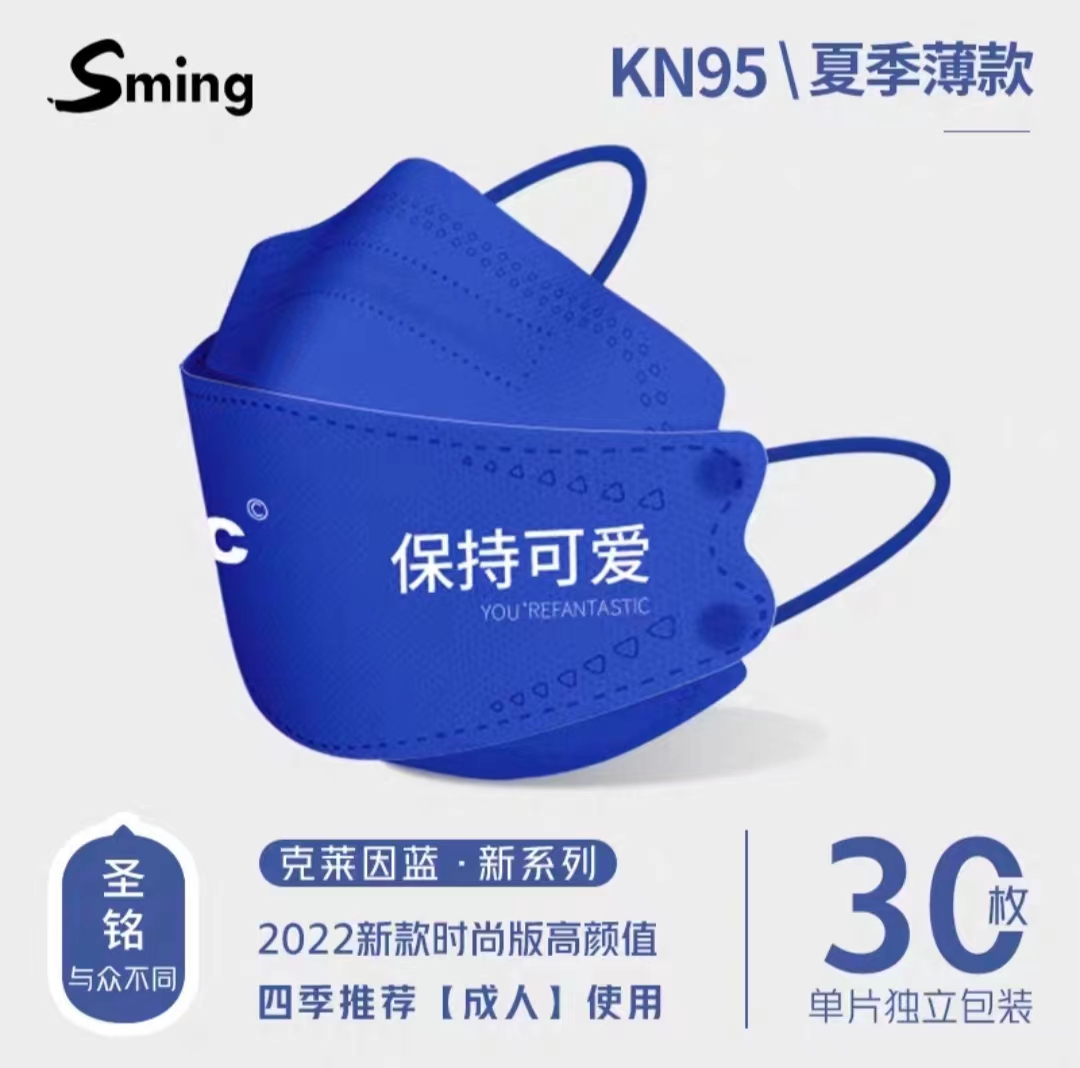 Sming
KN95\夏季薄款
C©
保持可爱
YOU'REFANTASTIC
圣铭
与众不同
克莱因蓝·新系列
2022新款时尚版高颜值
四季推荐【成人】使用
30枚
单片独立包装